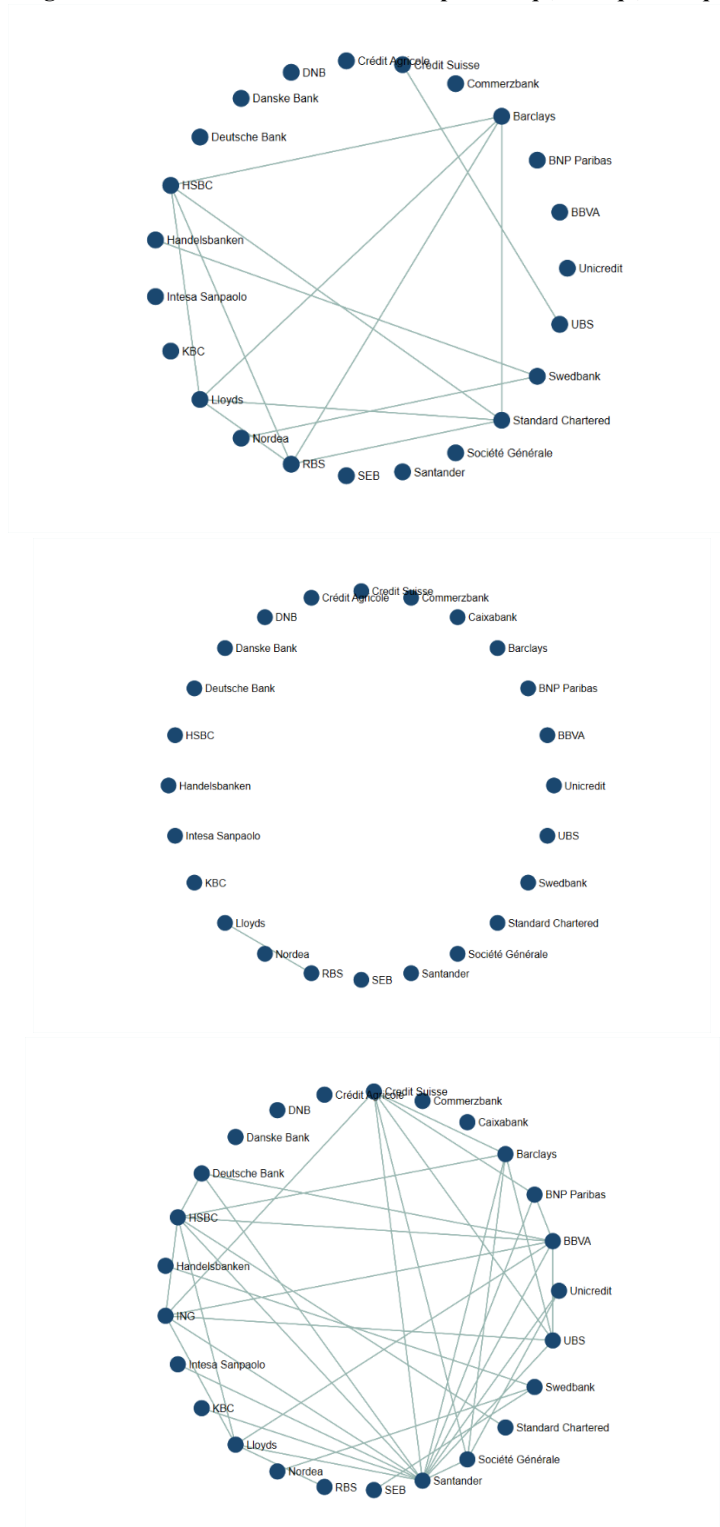 Crédit Agricole
Credit Suisse
DNB
Commerzbank
Danske Bank
Barclays
Deutsche Bank
BNP Paribas
HSBC
BBVA
Handelsbanken
Unicredit
Intesa Sanpaolo
UBS
KBC
Swedbank
Lloyds
Standard Chartered
Nordea
Société Générale
RBS
SEB
Santander
Credit Suisse
Crédit Agricole
Commerzbank
DNB
Caixabank
Danske Bank
Barclays
Deutsche Bank
BNP Paribas
HSBC
BBVA
Handelsbanken
Unicredit
Intesa Sanpaolo
UBS
KBC
Swedbank
Lloyds
Standard Chartered
Nordea
Société Générale
RBS
SEB
Santander
Credit Suisse
Crédit Agricole
Commerzbank
DNB
Caixabank
Danske Bank
Barclays
Deutsche Bank
BNP Paribas
HSBC
BBVA
Handelsbanken
Unicredit
ING
UBS
Intesa Sanpaolo
Swedbank
KBC
Standard Chartered
Lloyds
Société Générale
Nordea
Santander
RBS
SEB